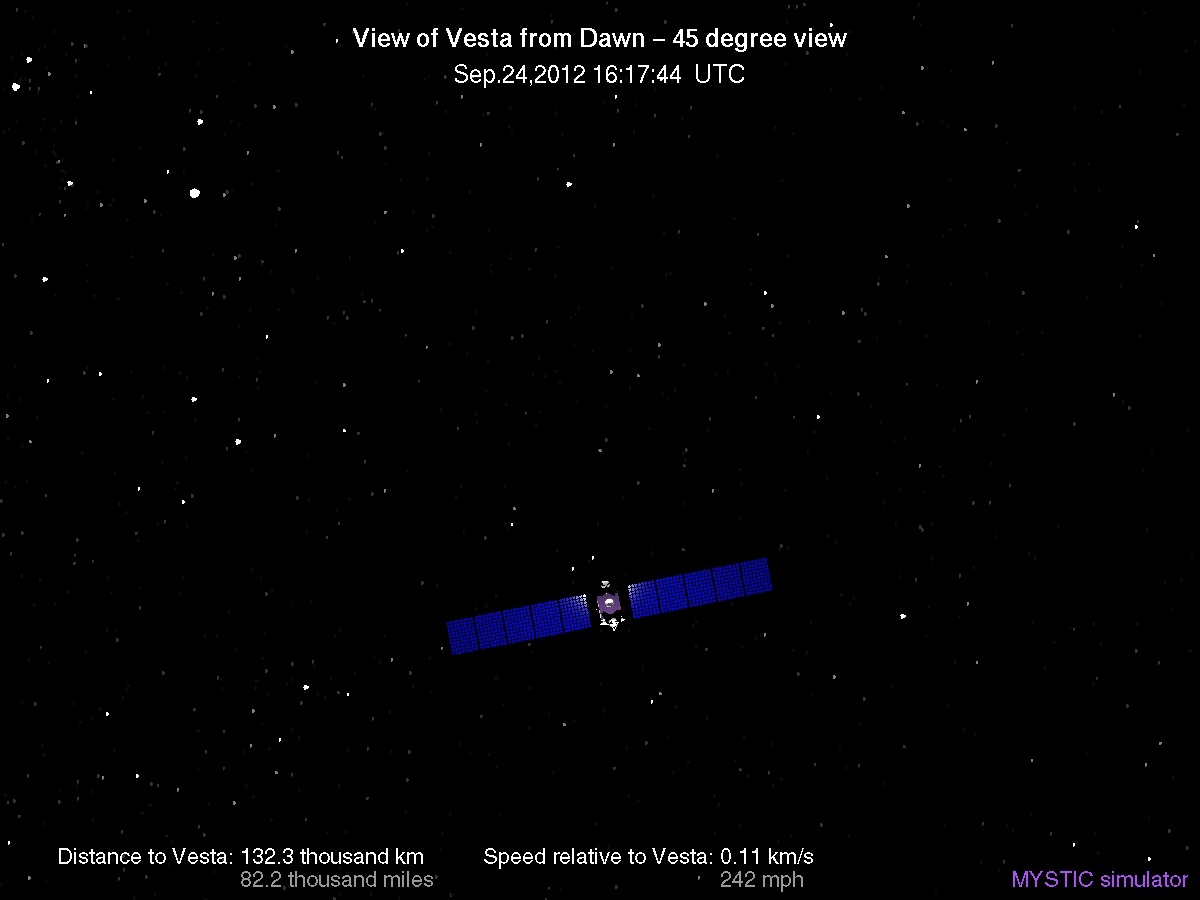 View of Vesta from Dawn – 45 degree view
Sep.24,2012 16:17:44 UTC
Distance to Vesta: 132.3 thousand km
82.2 thousand miles
Speed relative to Vesta: 0.11 km/s
242 mph
MYSTIC simulator